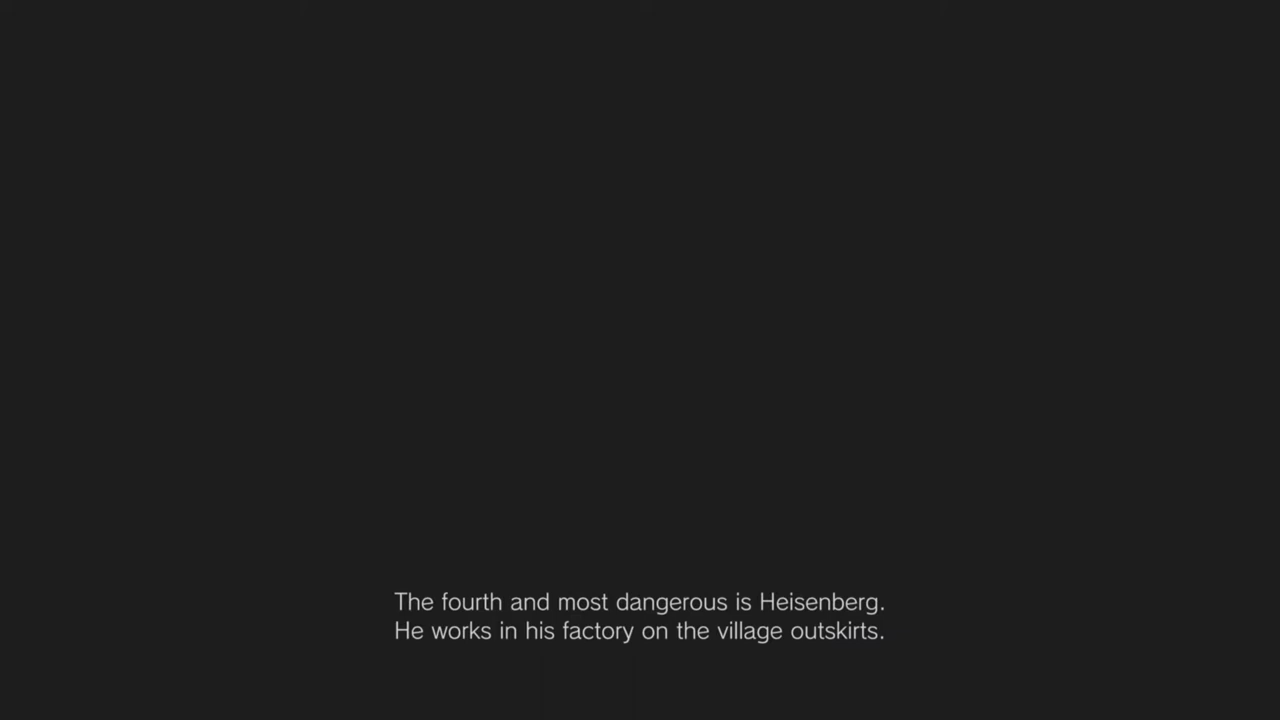 The fourth and most dangerous is Heisenberg.
He works in his factory on the village outskirts.